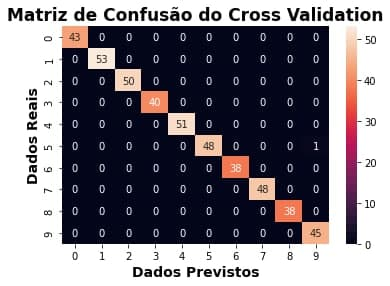 Matriz de Confusão do Cross Validation
0 43 0 0 0 0 0 0 0 0 0
1 0 53 0 0 0 0 0 0 0 0
2 0 0 50 0 0 0 0 0 0 0
3 0 0 0 40 0 0 0 0 0 0
4 0 0 0 0 51 0 0 0 0 0
5 0 0 0 0 0 48 0 0 0 1
6 0 0 0 0 0 0 38 0 0 0
7 0 0 0 0 0 0 0 48 0 0
8 0 0 0 0 0 0 0 0 38 0
9 0 0 0 0 0 0 0 0 0 45
0 1 2 3 4 5 6 7 8 9
Dados Reais
Dados Previstos
50
40
30
20
10
0